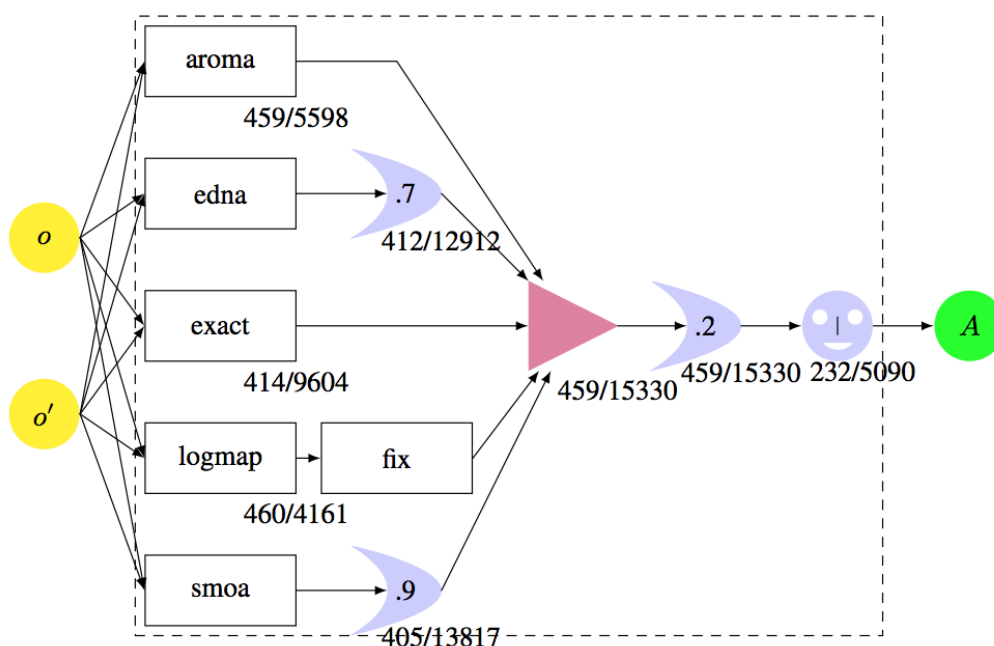 aroma
459/5598
edna
.7
412/12912
o
exact
414/9604
.2
|
A
459/15330
459/15330
232/5090
o′
logmap
fix
460/4161
smoa
.9
405/13817